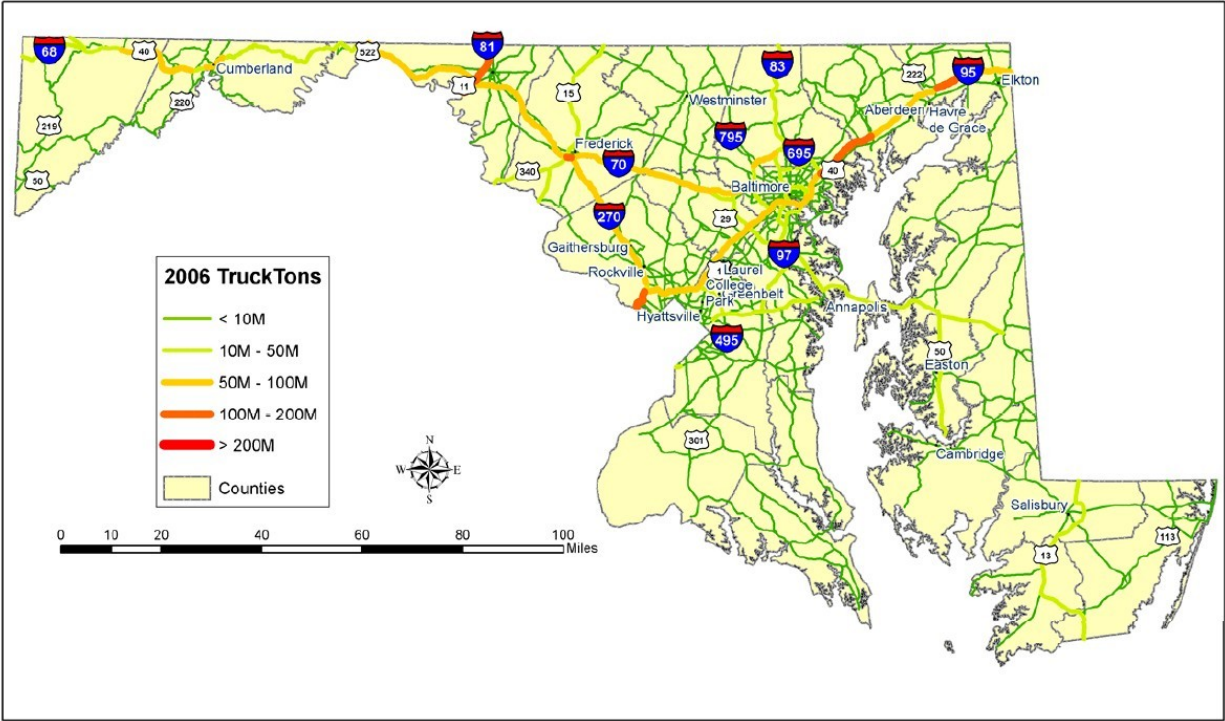 68
40
Cumberland
220
219
50
522
81
11
15
Frederick
340
70
270
Gaithersburg
Rockville
83
Westminster
795
695
Baltimore
40
29
97
1
Laurel
College
Park
Greenbelt
Hyattsville
495
Annapolis
222
95
Elkton
Aberdeen
Havre
de Grace
50
Easton
Cambridge
301
Salisbury
13
113
2006 TruckTons
< 10M
10M - 50M
50M - 100M
100M - 200M
> 200M
Counties
N
W E
S
0 10 20 40 60 80 100
Miles